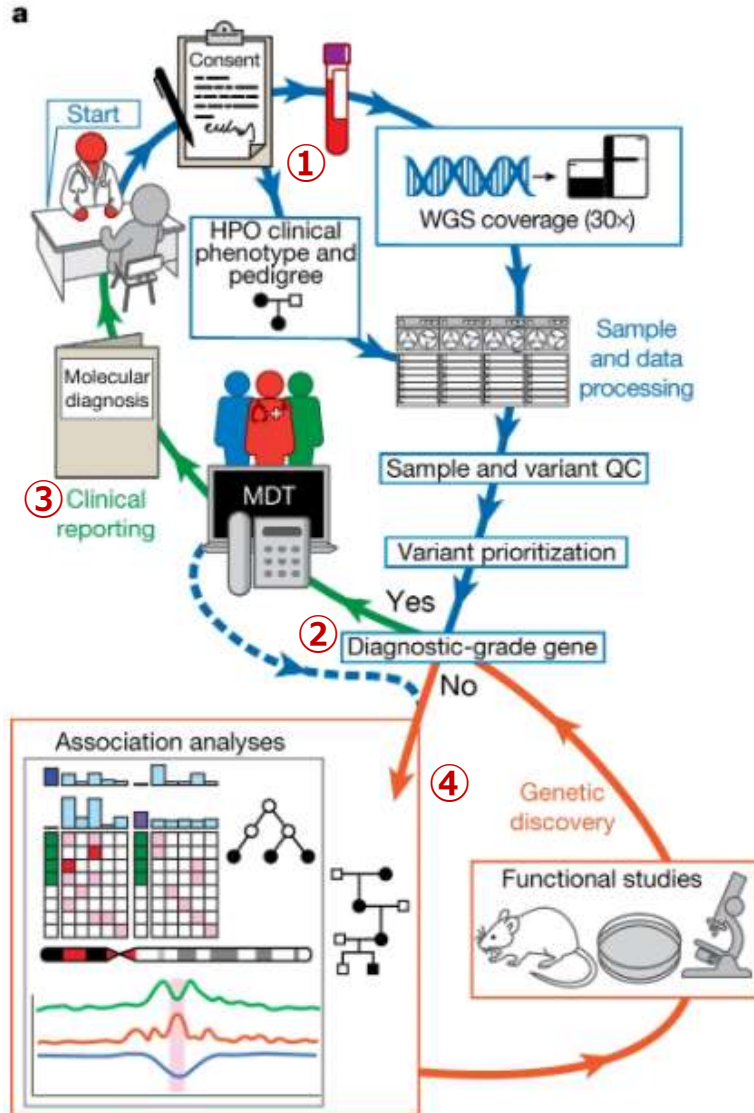 a
Start
Consent
①
WGS coverage (30×)
HPO clinical
phenotype and
pedigree
Sample
and data
processing
Molecular
diagnosis
③
Clinical
reporting
MDT
Sample and variant QC
Variant prioritization
Yes
②
Diagnostic-grade gene
No
Association analyses
④
Genetic
discovery
Functional studies